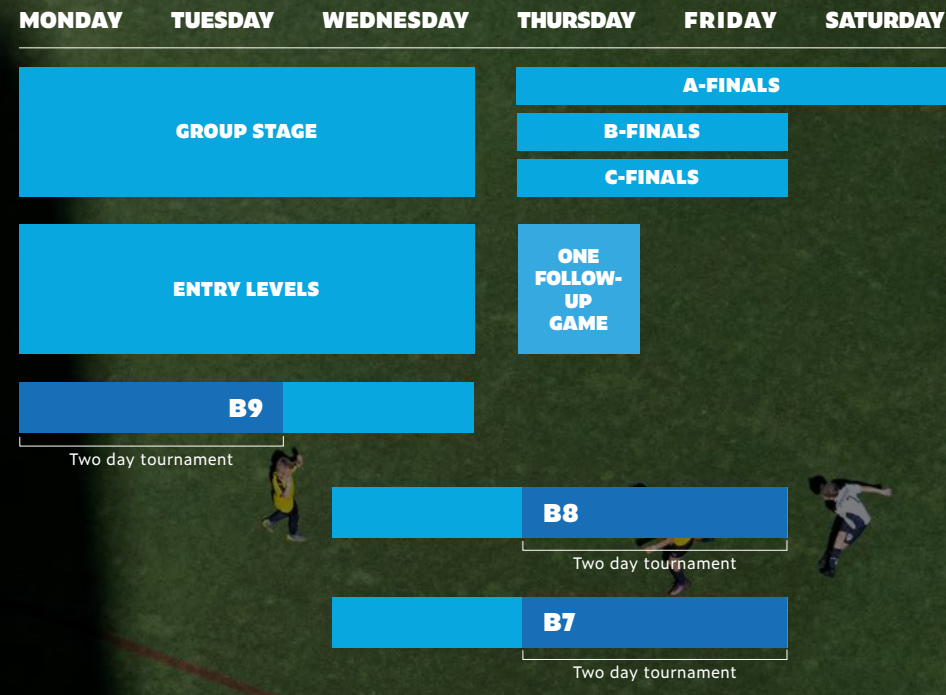 MONDAY TUESDAY WEDNESDAY THURSDAY FRIDAY SATURDAY
A-FINALS
GROUP STAGE
B-FINALS
C-FINALS
ENTRY LEVELS
ONE
FOLLOW-
UP
GAME
B9
Two day tournament
B8
Two day tournament
B7
Two day tournament